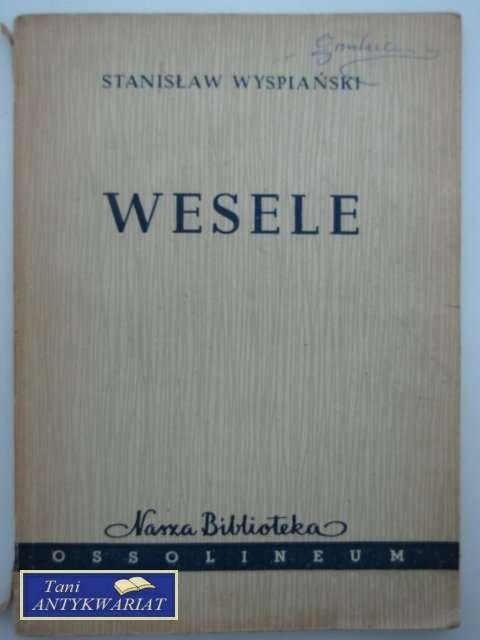 STANISŁAW WYSPIAŃSKI
WESELE
Nasza Biblioteka
OSSOLINEUM
Tani
ANTYKWARIAT